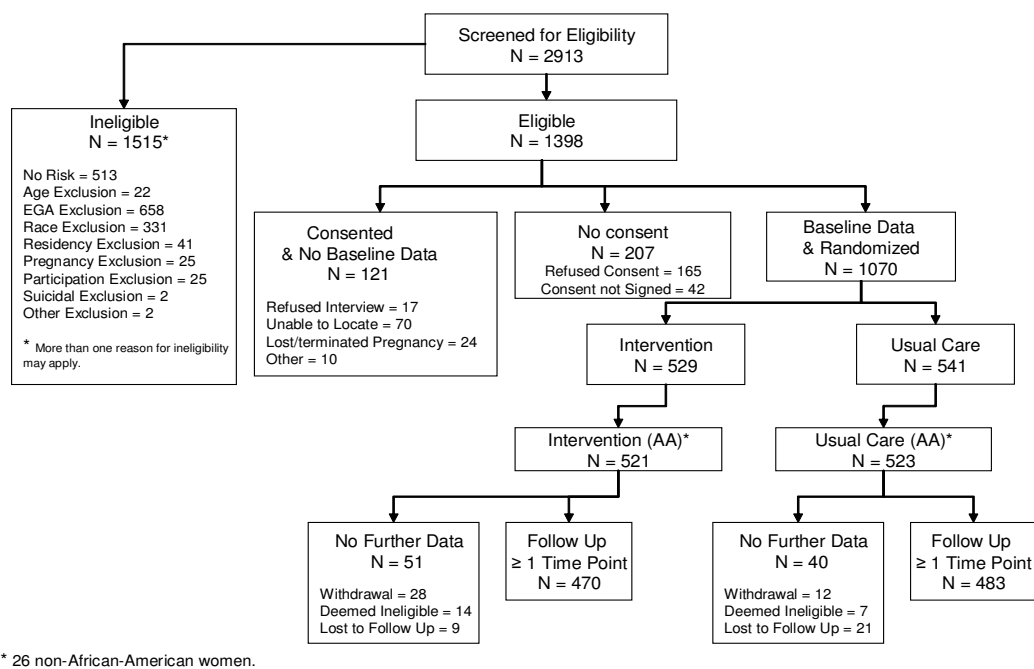 Screened for Eligibility
N = 2913
Ineligible
N = 1515*
No Risk = 513
Age Exclusion = 22
EGA Exclusion = 658
Race Exclusion = 331
Residency Exclusion = 41
Pregnancy Exclusion = 25
Participation Exclusion = 25
Suicidal Exclusion = 2
Other Exclusion = 2
* More than one reason for ineligibility
may apply.
Eligible
N = 1398
Consented
& No Baseline Data
N = 121
Refused Interview = 17
Unable to Locate = 70
Lost/terminated Pregnancy = 24
Other = 10
No consent
N = 207
Refused Consent = 165
Consent not Signed = 42
Baseline Data
& Randomized
N = 1070
Intervention
N = 529
Usual Care
N = 541
Intervention (AA)*
N = 521
Usual Care (AA)*
N = 523
No Further Data
N = 51
Withdrawal = 28
Deemed Ineligible = 14
Lost to Follow Up = 9
Follow Up
≥ 1 Time Point
N = 470
No Further Data
N = 40
Withdrawal = 12
Deemed Ineligible = 7
Lost to Follow Up = 21
Follow Up
≥ 1 Time Point
N = 483
* 26 non-African-American women.